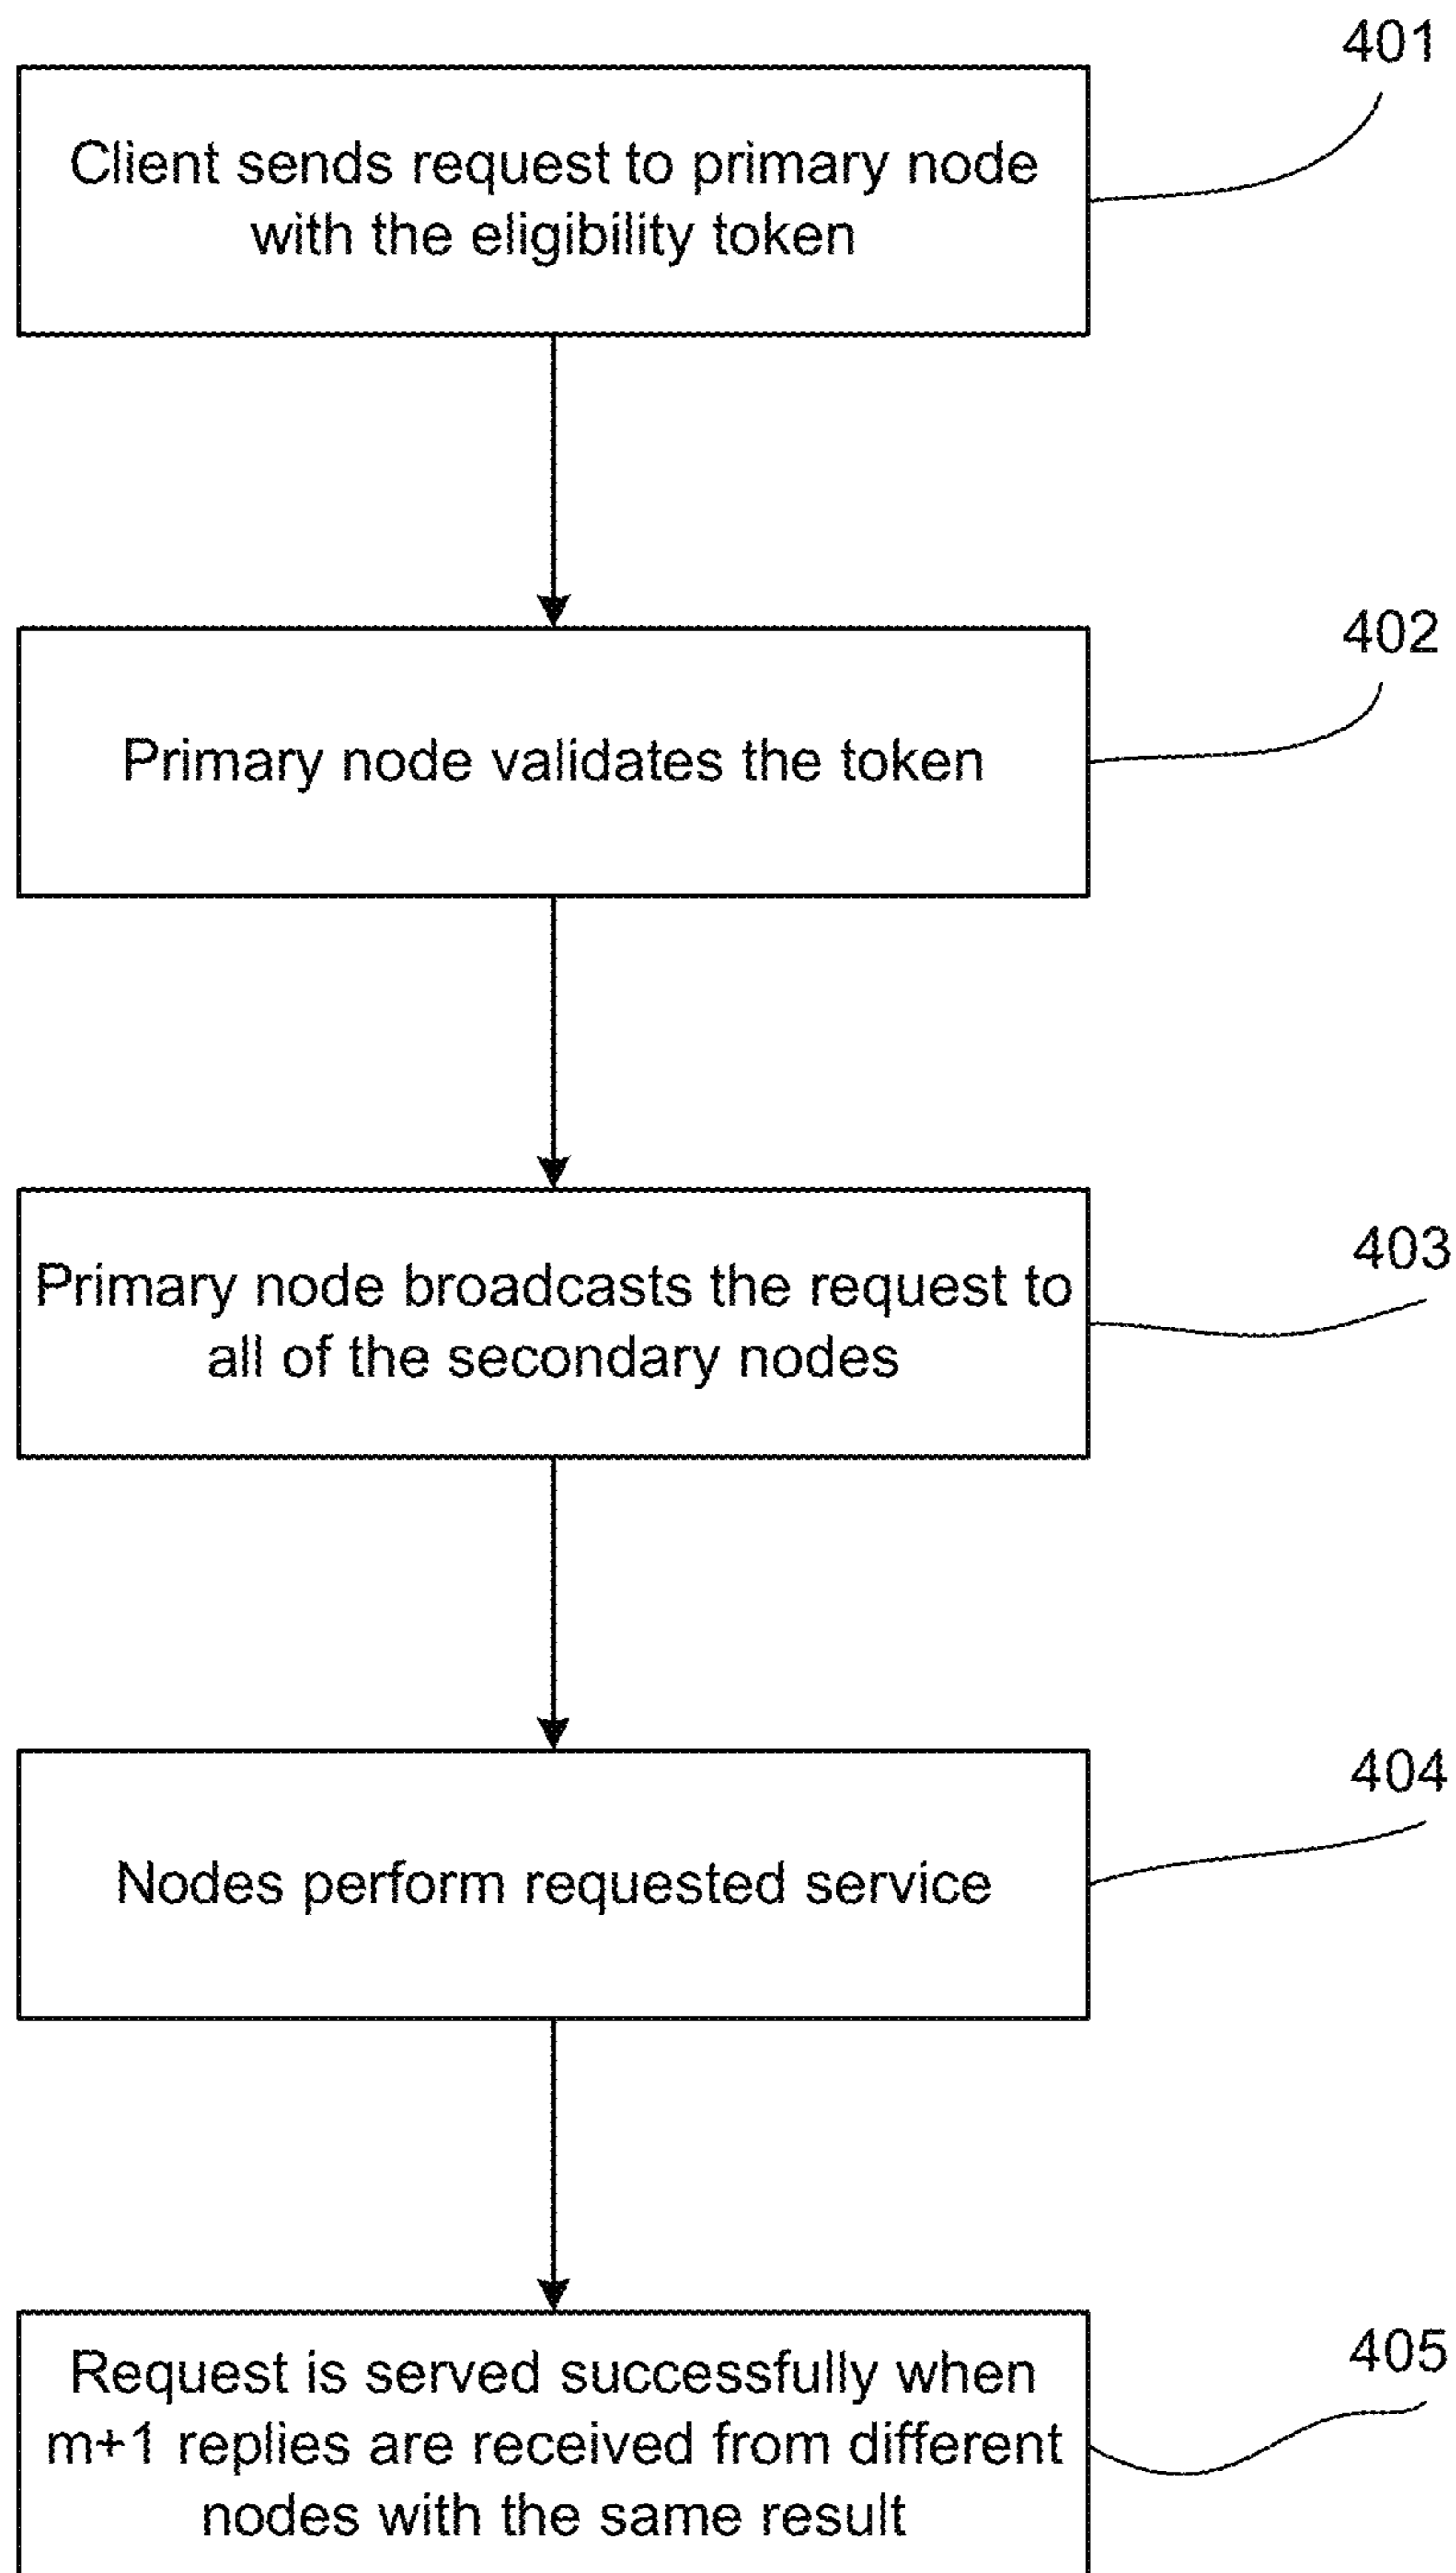 401
Client sends request to primary node
with the eligibility token
402
Primary node validates the token
403
Primary node broadcasts the request to
all of the secondary nodes
404
Nodes perform requested service
405
Request is served successfully when
m+1 replies are received from different
nodes with the same result